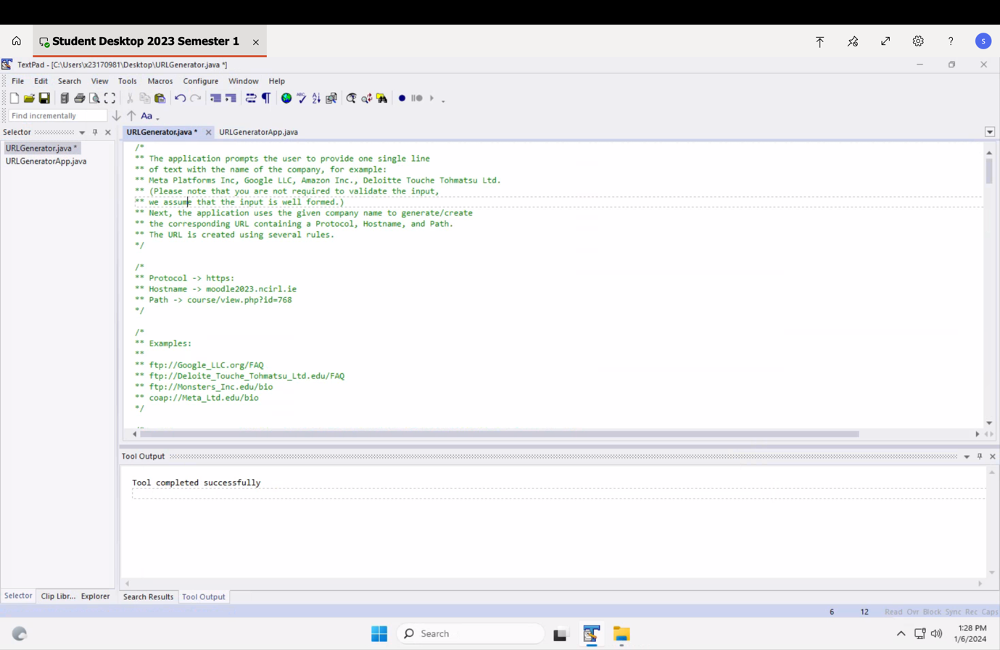 Student Desktop 2023 Semester 1
?
S
TextPad - [C:\Users\x23170981\Desktop\URLGenerator.java *]
File Edit Search View Tools Macros Configure Window Help
Find incrementally
Aa
Selector
URLGenerator.java *
URLGeneratorApp.java
URLGenerator.java *
URLGeneratorApp.java
/*
** The application prompts the user to provide one single line
** of text with the name of the company, for example:
** Meta Platforms Inc, Google LLC, Amazon Inc., Deloitte Touche Tohmatsu Ltd.
** (Please note that you are not required to validate the input,
** we assume that the input is well formed.)
** Next, the application uses the given company name to generate/create
** the corresponding URL containing a Protocol, Hostname, and Path.
** The URL is created using several rules.
*/
/*
** Protocol -> https:
** Hostname -> moodle2023.ncirl.ie
** Path -> course/view.php?id=768
*/
/*
** Examples:
**
** ftp://Google_LLC.org/FAQ
** ftp://Deloite_Touche_Tohmatsu_Ltd.edu/FAQ
** ftp://Monsters_Inc.edu/bio
** coap://Meta_Ltd.edu/bio
*/
Tool Output
Tool completed successfully
Selector Clip Libr... Explorer
Search Results Tool Output
6 12 Read Ovr Block Sync Rec Caps
Search
1:28 PM
1/6/2024